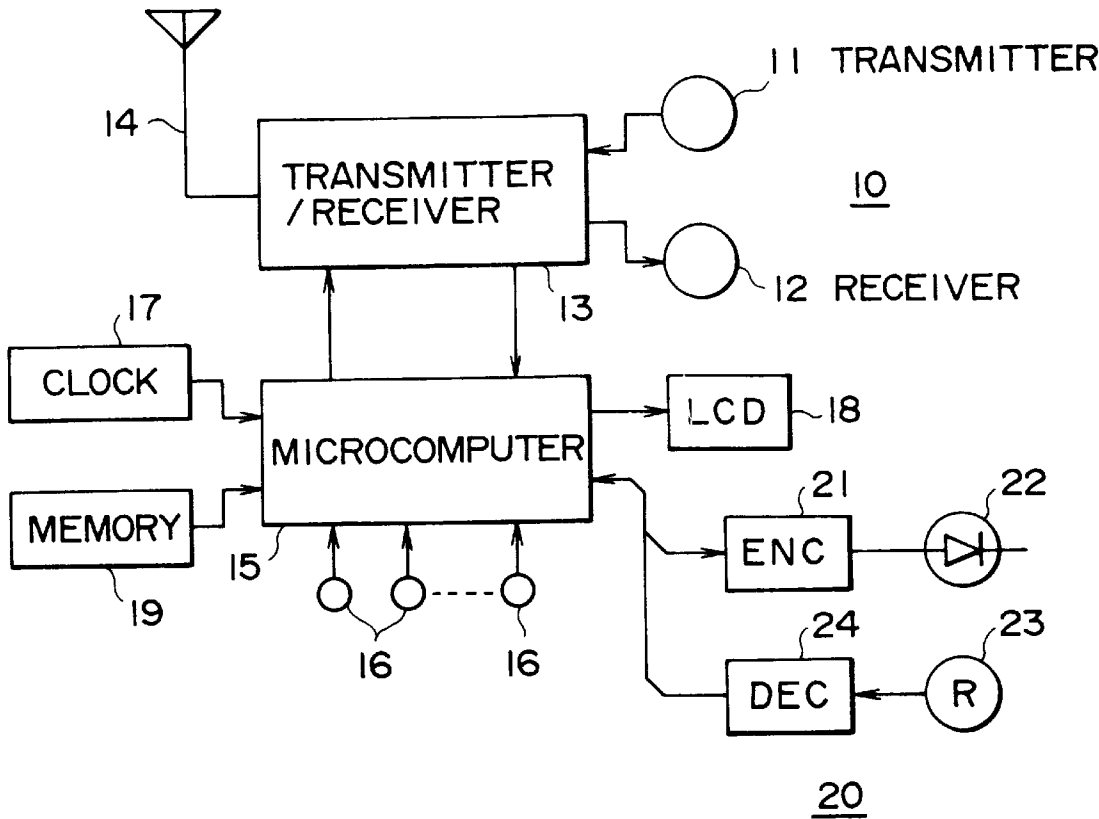 11 TRANSMITTER
14
TRANSMITTER
/ RECEIVER
10
12 RECEIVER
13
17
CLOCK
LCD
18
MICROCOMPUTER
MEMORY
15
19
16
16
21
22
ENC
24
23
DEC
R
20